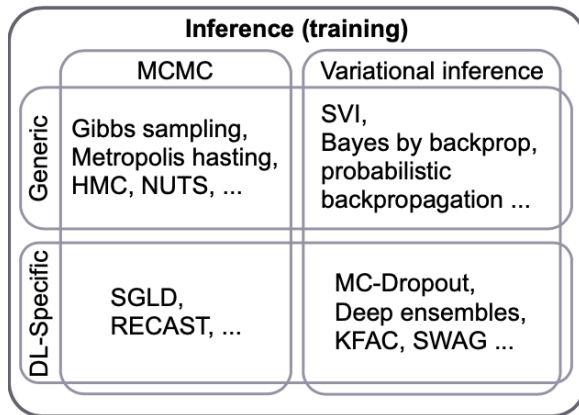 Inference (training)
MCMC
Variational inference
Generic
Gibbs sampling,
Metropolis hasting,
HMC, NUTS, ...
SVI,
Bayes by backprop,
probabilistic
backpropagation ...
DL-Specific
SGLD,
RECAST, ...
MC-Dropout,
Deep ensembles,
KFAC, SWAG ...